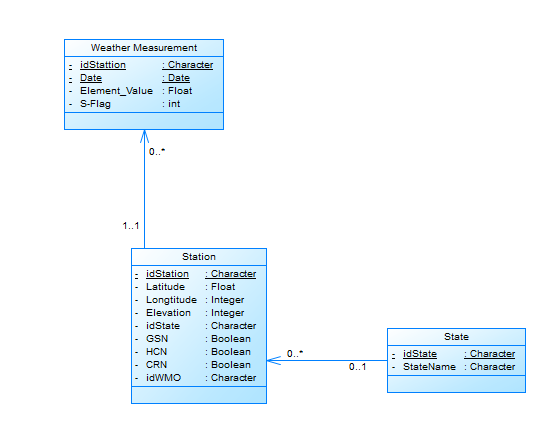 Weather Measurement
- idStattion : Character
- Date : Date
- Element_Value : Float
- S-Flag : int
0..*
1..1
Station
- idStation : Character
- Latitude : Float
- Longtitude : Integer
- Elevation : Integer
- idState : Character
- GSN : Boolean
- HCN : Boolean
- CRN : Boolean
- idWMO : Character
0..*
0..1
State
- idState : Character
- StateName : Character